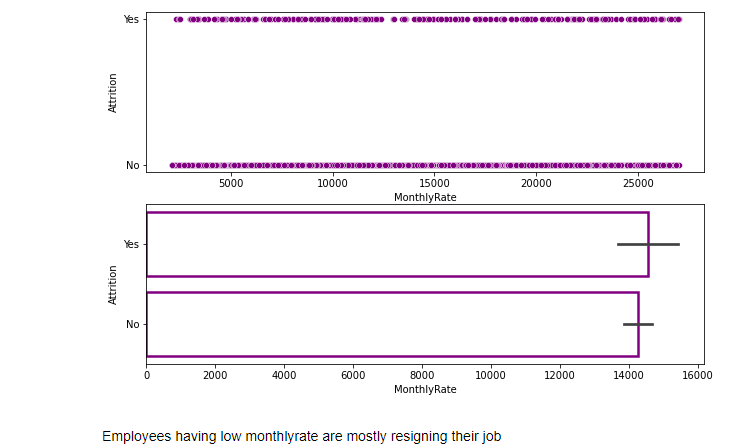 Yes
Attrition
No
5000 10000 15000 20000 25000
MonthlyRate
Yes
Attrition
No
0 2000 4000 6000 8000 10000 12000 14000 16000
MonthlyRate
Employees having low monthlyrate are mostly resigning their job